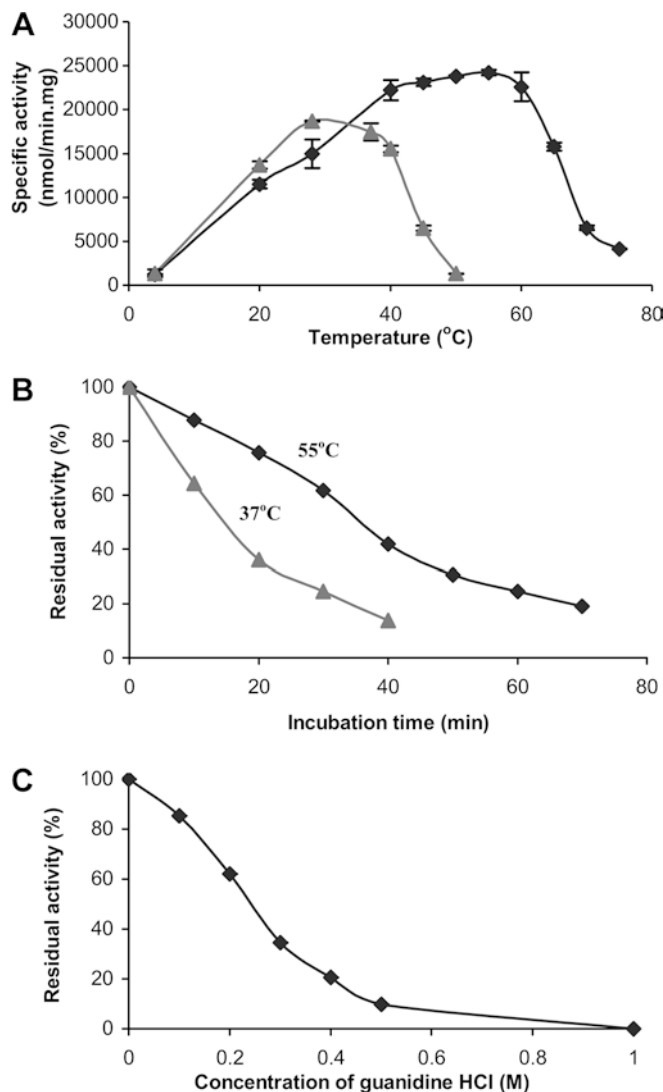 A
Specific activity
(nmol/min.mg)
30000
25000
20000
15000
10000
5000
0
0 20 40 60 80
Temperature (°C)
B
Residual activity (%)
100
80
60
40
20
0
55°C
37°C
0 20 40 60 80
Incubation time (min)
C
Residual activity (%)
100
80
60
40
20
0
0 0.2 0.4 0.6 0.8 1
Concentration of guanidine HCl (M)